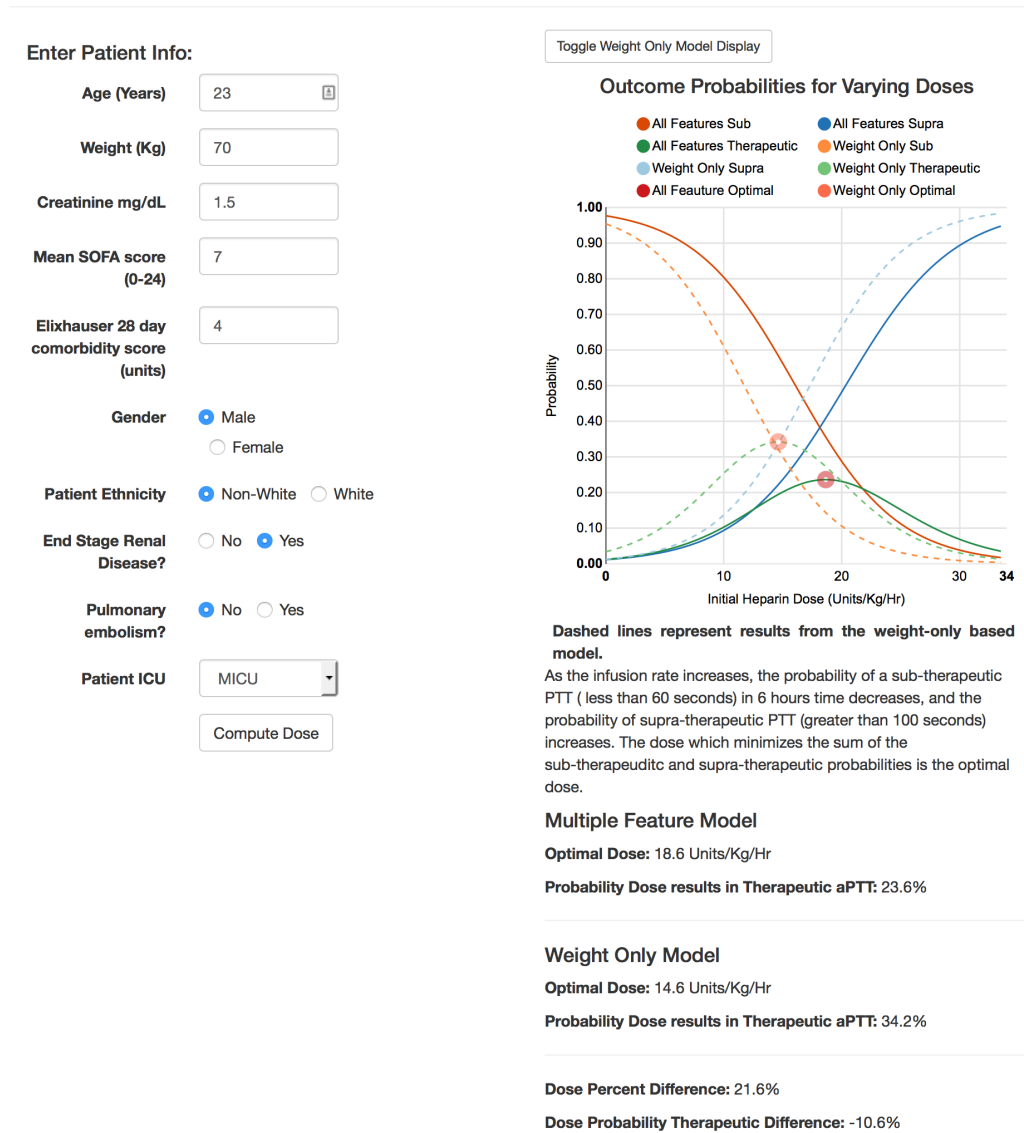 Enter Patient Info:
Age (Years)
23
Weight (Kg)
70
Creatinine mg/dL
1.5
Mean SOFA score
(0-24)
7
Elixhauser 28 day
comorbidity score
(units)
4
Gender
Male
Female
Patient Ethnicity
Non-White
White
End Stage Renal
Disease?
No
Yes
Pulmonary
embolism?
No
Yes
Patient ICU
MICU
Compute Dose
Toggle Weight Only Model Display
Outcome Probabilities for Varying Doses
All Features Sub
All Features Supra
All Features Therapeutic
Weight Only Sub
Weight Only Supra
Weight Only Therapeutic
All Feauture Optimal
Weight Only Optimal
1.00
0.90
0.80
0.70
0.60
0.50
0.40
0.30
0.20
0.10
0.00
Probability
0
10
20
30
34
Initial Heparin Dose (Units/Kg/Hr)
Dashed lines represent results from the weight-only based
model.
As the infusion rate increases, the probability of a sub-therapeutic
PTT ( less than 60 seconds) in 6 hours time decreases, and the
probability of supra-therapeutic PTT (greater than 100 seconds)
increases. The dose which minimizes the sum of the
sub-therapeuditc and supra-therapeutic probabilities is the optimal
dose.
Multiple Feature Model
Optimal Dose: 18.6 Units/Kg/Hr
Probability Dose results in Therapeutic aPTT: 23.6%
Weight Only Model
Optimal Dose: 14.6 Units/Kg/Hr
Probability Dose results in Therapeutic aPTT: 34.2%
Dose Percent Difference: 21.6%
Dose Probability Therapeutic Difference: -10.6%